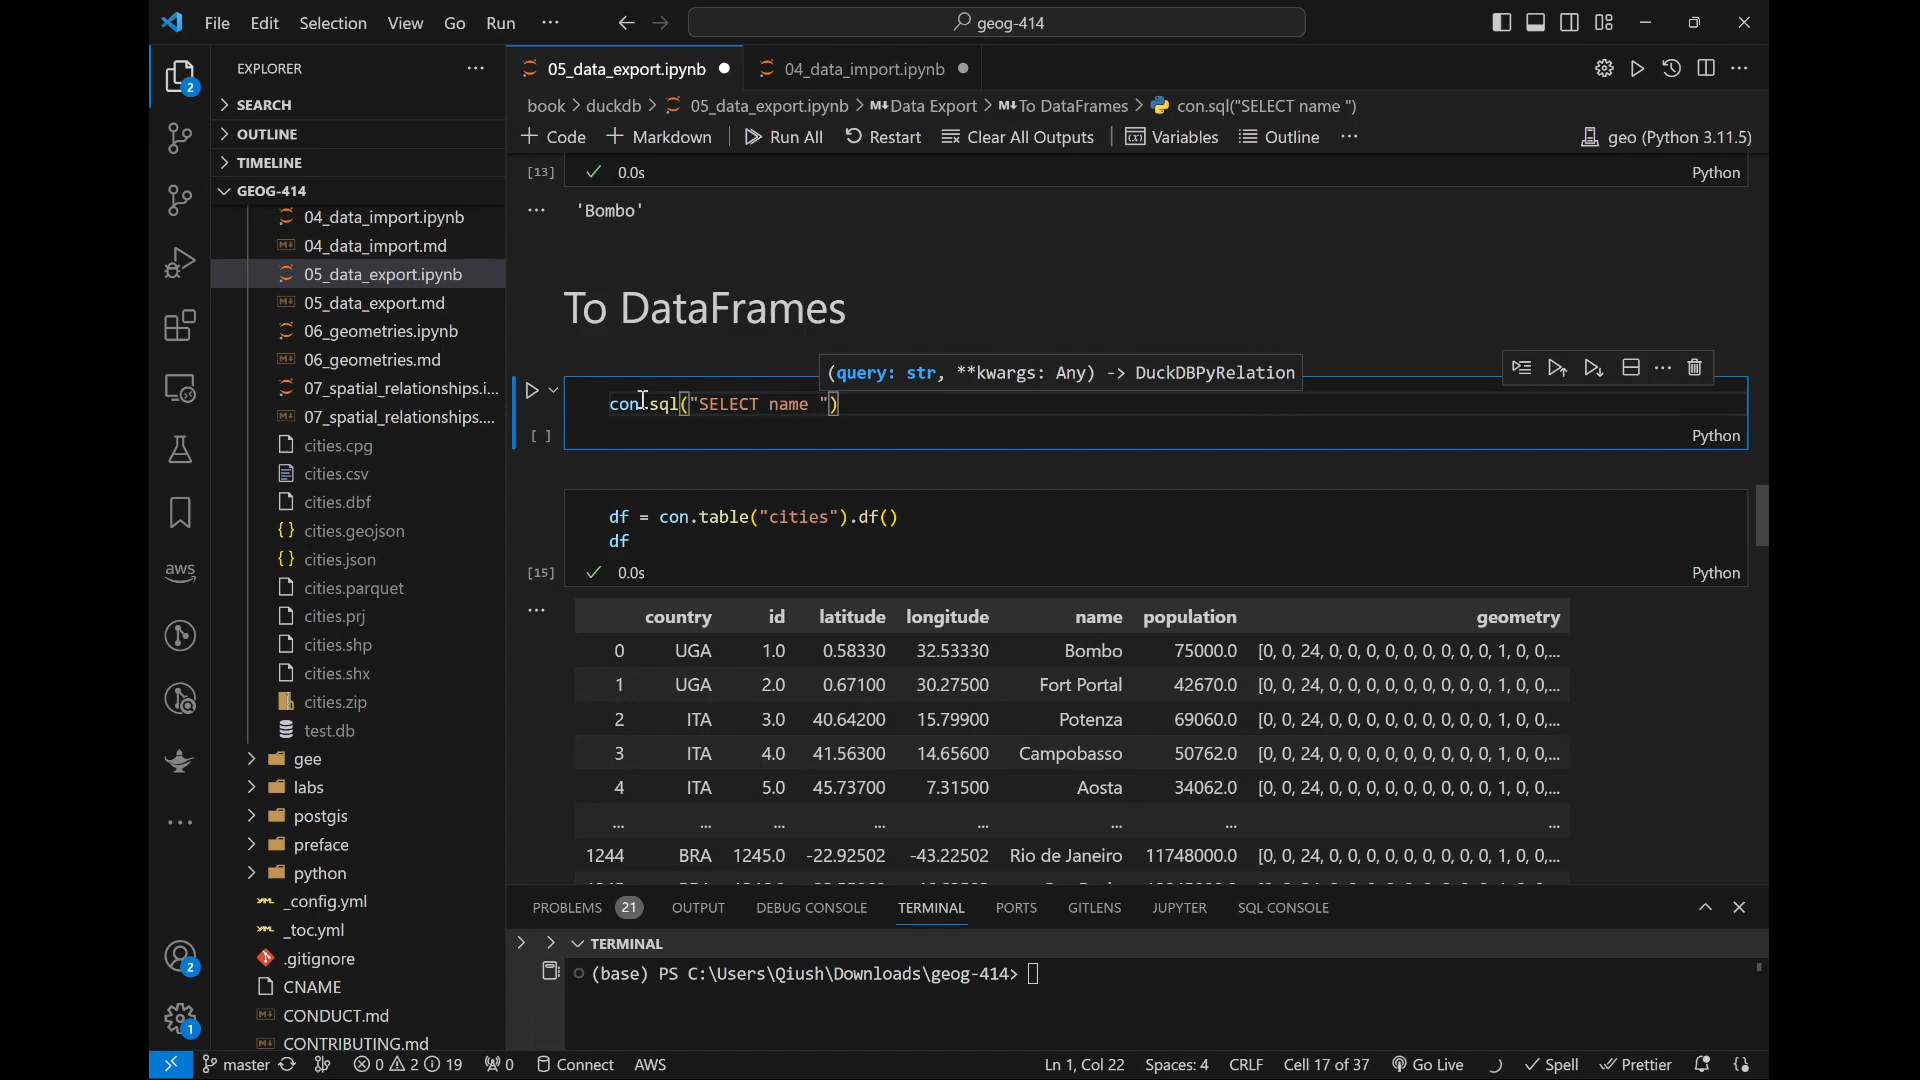 File Edit Selection View Go Run ··· geog-414
EXPLORER
SEARCH
OUTLINE
TIMELINE
GEOG-414
04_data_import.ipynb
04_data_import.md
05_data_export.ipynb
05_data_export.md
06_geometries.ipynb
06_geometries.md
07_spatial_relationships.i...
07_spatial_relationships....
cities.cpg
cities.csv
cities.dbf
cities.geojson
cities.json
cities.parquet
cities.prj
cities.shp
cities.shx
cities.zip
test.db
gee
labs
postgis
preface
python
_config.yml
_toc.yml
.gitignore
CNAME
CONDUCT.md
CONTRIBUTING.md
2
aws
2
1
05_data_export.ipynb 04_data_import.ipynb
book > duckdb > 05_data_export.ipynb > M↓Data Export > M↓To DataFrames > con.sql("SELECT name ")
Code Markdown Run All Restart Clear All Outputs Variables Outline ··· geo (Python 3.11.5)
[13] 0.0s Python
'Bombo'
To DataFrames
(query: str, **kwargs: Any) -> DuckDBPyRelation
con.sql("SELECT name ")
[ ] Python
df = con.table("cities").df()
df
[15] 0.0s Python
country id latitude longitude name population geometry
0 UGA 1.0 0.58330 32.53330 Bombo 75000.0 [0, 0, 24, 0, 0, 0, 0, 0, 0, 0, 0, 1, 0, 0,...
1 UGA 2.0 0.67100 30.27500 Fort Portal 42670.0 [0, 0, 24, 0, 0, 0, 0, 0, 0, 0, 0, 1, 0, 0,...
2 ITA 3.0 40.64200 15.79900 Potenza 69060.0 [0, 0, 24, 0, 0, 0, 0, 0, 0, 0, 0, 1, 0, 0,...
3 ITA 4.0 41.56300 14.65600 Campobasso 50762.0 [0, 0, 24, 0, 0, 0, 0, 0, 0, 0, 0, 1, 0, 0,...
4 ITA 5.0 45.73700 7.31500 Aosta 34062.0 [0, 0, 24, 0, 0, 0, 0, 0, 0, 0, 0, 1, 0, 0,...
... ... ... ... ... ... ... ...
1244 BRA 1245.0 -22.92502 -43.22502 Rio de Janeiro 11748000.0 [0, 0, 24, 0, 0, 0, 0, 0, 0, 0, 0, 1, 0, 0,...
PROBLEMS 21 OUTPUT DEBUG CONSOLE TERMINAL PORTS GITLENS JUPYTER SQL CONSOLE
TERMINAL
(base) PS C:\Users\Qiush\Downloads\geog-414>
master 0 2 19 0 Connect AWS Ln 1, Col 22 Spaces: 4 CRLF Cell 17 of 37 Go Live Spell Prettier